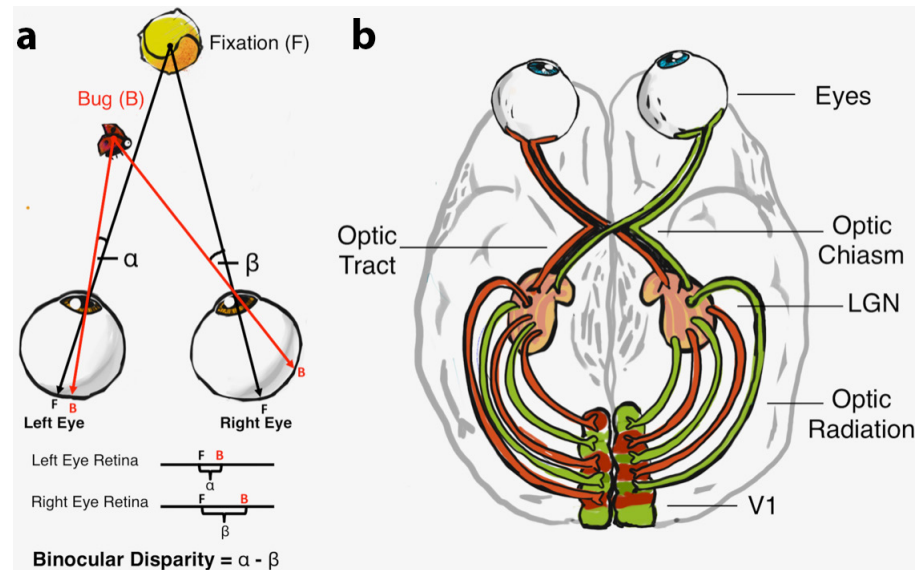 a
Fixation (F)
Bug (B)
α
β
F
B
Left Eye
F
B
Right Eye
Left Eye Retina
F
B
α
Right Eye Retina
F
B
β
Binocular Disparity = α - β
b
Eyes
Optic
Tract
Optic
Chiasm
LGN
Optic
Radiation
V1